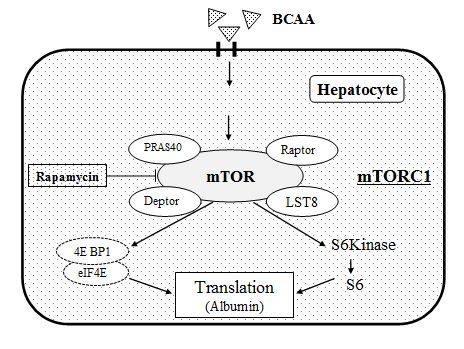 BCAA
Hepatocyte
PRAS40
Raptor
Rapamycin
mTOR
mTORC1
Deptor
LST8
4E BP1
eIF4E
S6Kinase
S6
Translation
(Albumin)